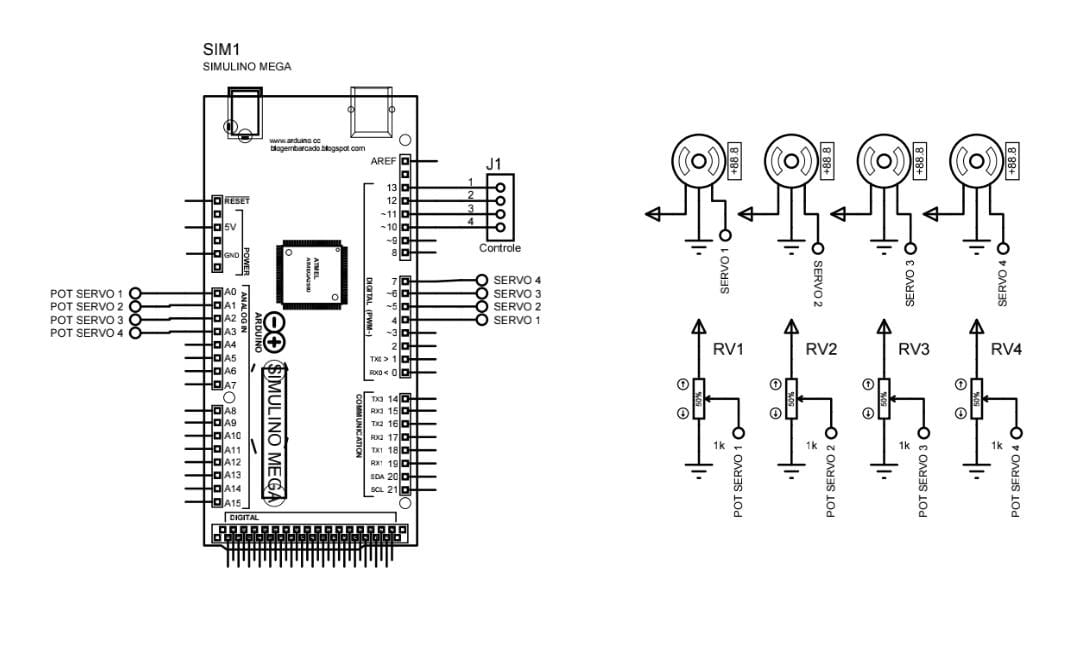 SIM1
SIMULINO MEGA
www.arduino.cc
blogembarcado.blogspot.com
AREF
13
12
~11
~10
~9
8
J1
1
2
3
4
Controle
RESET
5V
GND
POWER
ATMEL
DIGITAL (PWM~)
7
~6
~5
4
~3
2
TX0 > 1
RX0 < 0
SERVO 4
SERVO 3
SERVO 2
SERVO 1
POT SERVO 1
POT SERVO 2
POT SERVO 3
POT SERVO 4
A0
A1
A2
A3
A4
A5
A6
A7
ANALOG IN
ARDUINO
SIMULINO MEGA
A8
A9
A10
A11
A12
A13
A14
A15
COMMUNICATION
TX3 14
RX3 15
TX2 16
RX2 17
TX1 18
RX1 19
SDA 20
SCL 21
DIGITAL
+88.8
+88.8
+88.8
+88.8
SERVO 1
SERVO 2
SERVO 3
SERVO 4
RV1
RV2
RV3
RV4
50%
50%
50%
50%
1k
1k
1k
1k
POT SERVO 1
POT SERVO 2
POT SERVO 3
POT SERVO 4